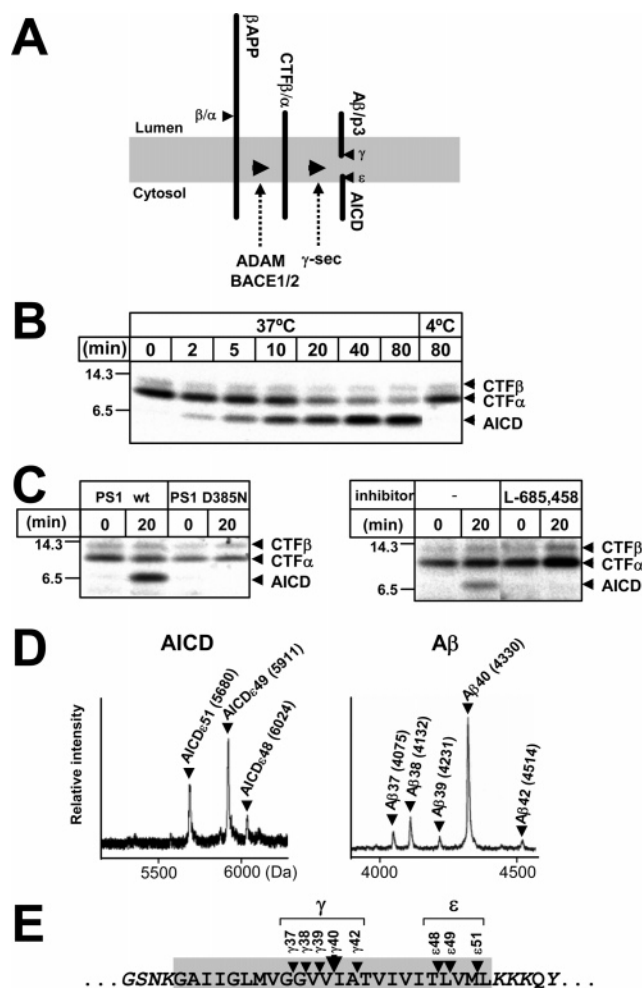 A
βAPP
CTFβ/α
Aβ/p3
β/α
Lumen
γ
ε
Cytosol
AICD
ADAM
BACE1/2
γ-sec
B
37ºC 4ºC
(min) 0 2 5 10 20 40 80 80
14.3
CTFβ
CTFα
6.5
AICD
C
PS1 wt PS1 D385N
(min) 0 20 0 20
14.3
CTFβ
CTFα
6.5
AICD
inhibitor - L-685,458
(min) 0 20 0 20
14.3
CTFβ
CTFα
6.5
AICD
D
AICD
Relative intensity
AICDε51 (5680)
AICDε49 (5911)
AICDε48 (6024)
5500 6000 (Da)
Aβ
Aβ37 (4075)
Aβ38 (4132)
Aβ39 (4231)
Aβ40 (4330)
Aβ42 (4514)
4000 4500
E
γ ε
γ37 γ38 γ39 γ40 γ42 ε48 ε49 ε51
...GSNKGAIIGLMVGGVVIATVIVITLVMLKKKQY...